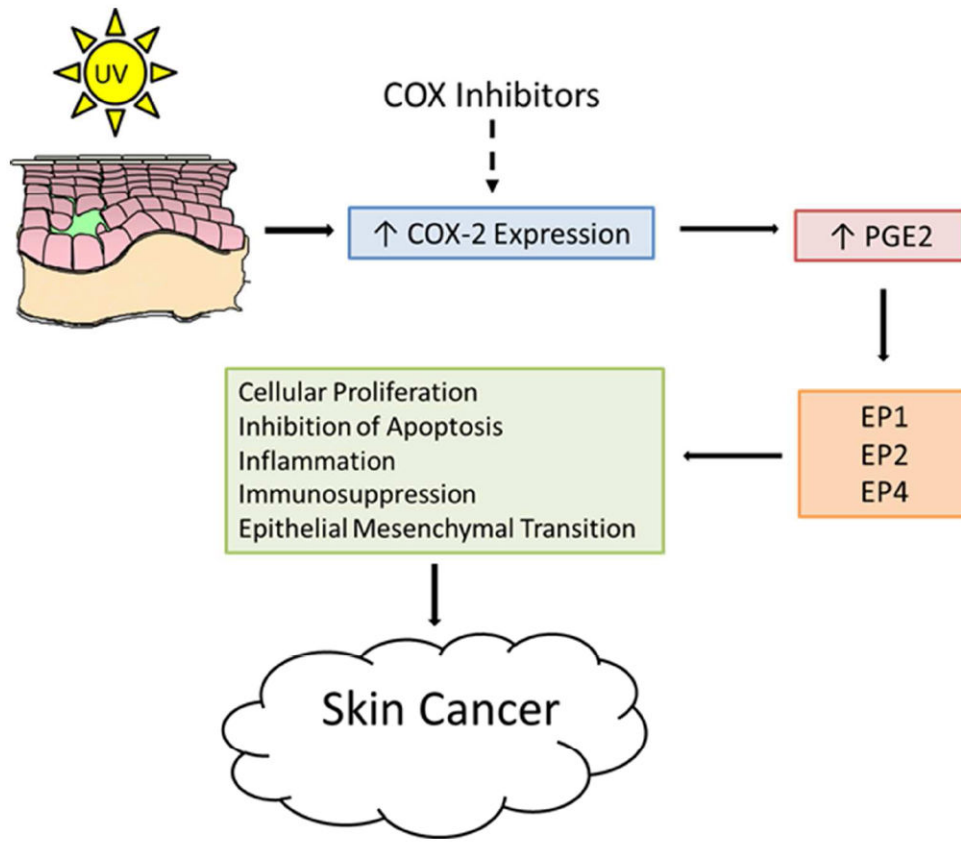 UV
COX Inhibitors
↑ COX-2 Expression
↑ PGE2
EP1
EP2
EP4
Cellular Proliferation
Inhibition of Apoptosis
Inflammation
Immunosuppression
Epithelial Mesenchymal Transition
Skin Cancer